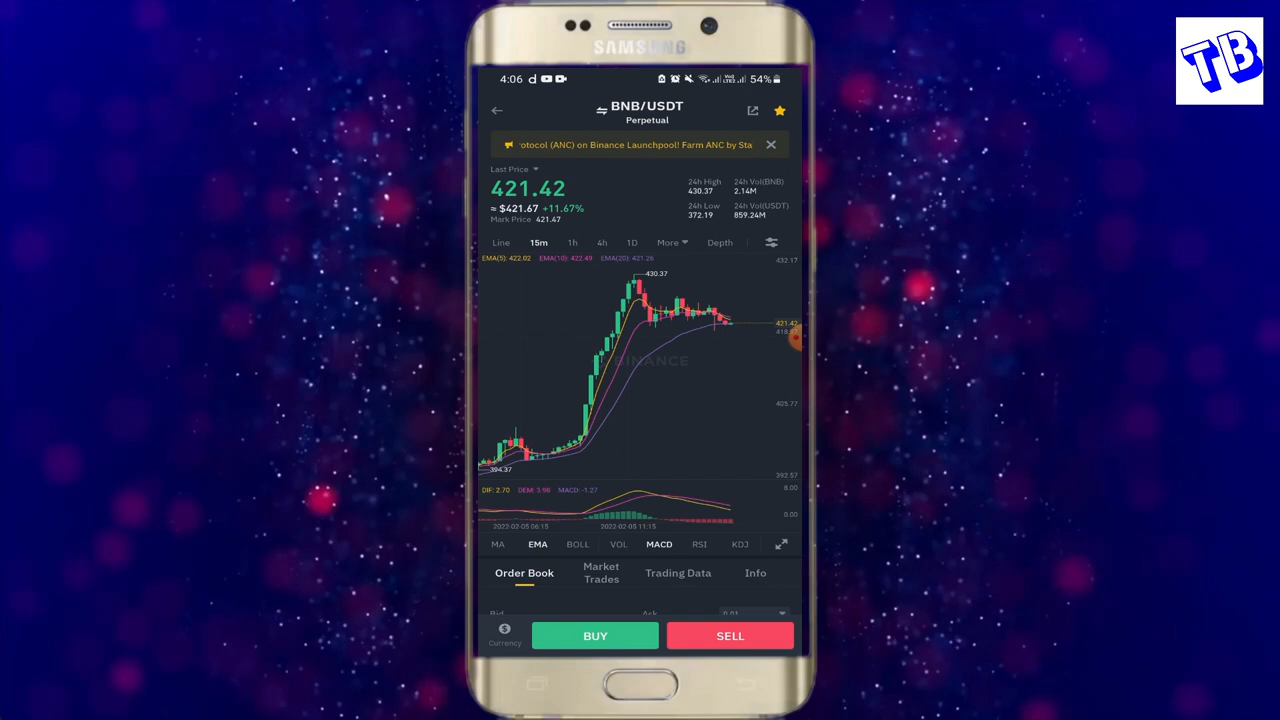 SAMSUNG
TB
4:06 d 54%
BNB/USDT
Perpetual
otocol (ANC) on Binance Launchpool! Farm ANC by Sta
Last Price
421.42
≈ $421.67 +11.67%
Mark Price 421.47
24h High 24h Vol(BNB)
430.37 2.14M
24h Low 24h Vol(USDT)
372.19 859.24M
Line 15m 1h 4h 1D More Depth
EMA(5): 422.02 EMA(10): 422.49 EMA(20): 421.26
432.17
430.37
421.42
BINANCE
405.77
394.37
392.57
DIF: 2.70 DEM: 3.98 MACD: -1.27
8.00
0.00
2022-02-05 06:15 2022-02-05 11:15
MA EMA BOLL VOL MACD RSI KDJ
Order Book Market Trades Trading Data Info
Bid Ask 0.01
Currency BUY SELL